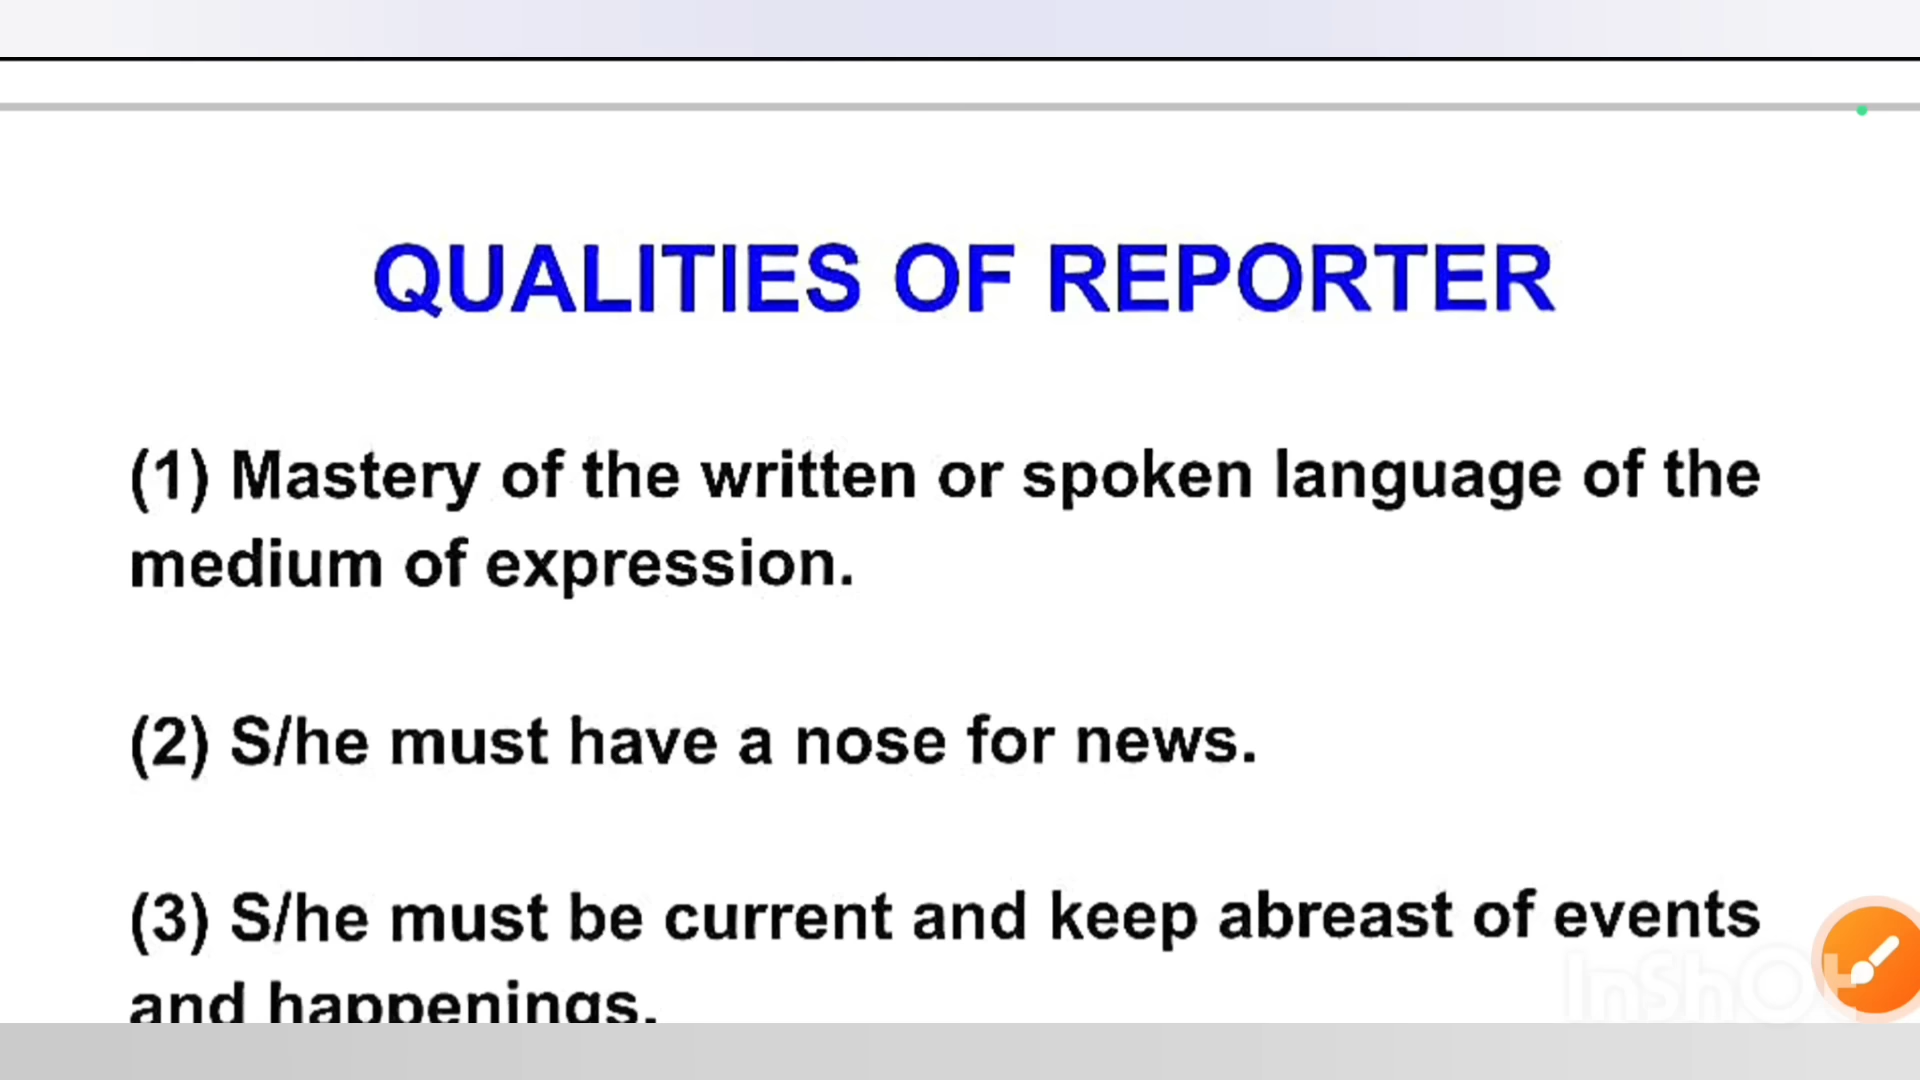 QUALITIES OF REPORTER
(1) Mastery of the written or spoken language of the
medium of expression.
(2) S/he must have a nose for news.
(3) S/he must be current and keep abreast of events
and happenings.
InShOt